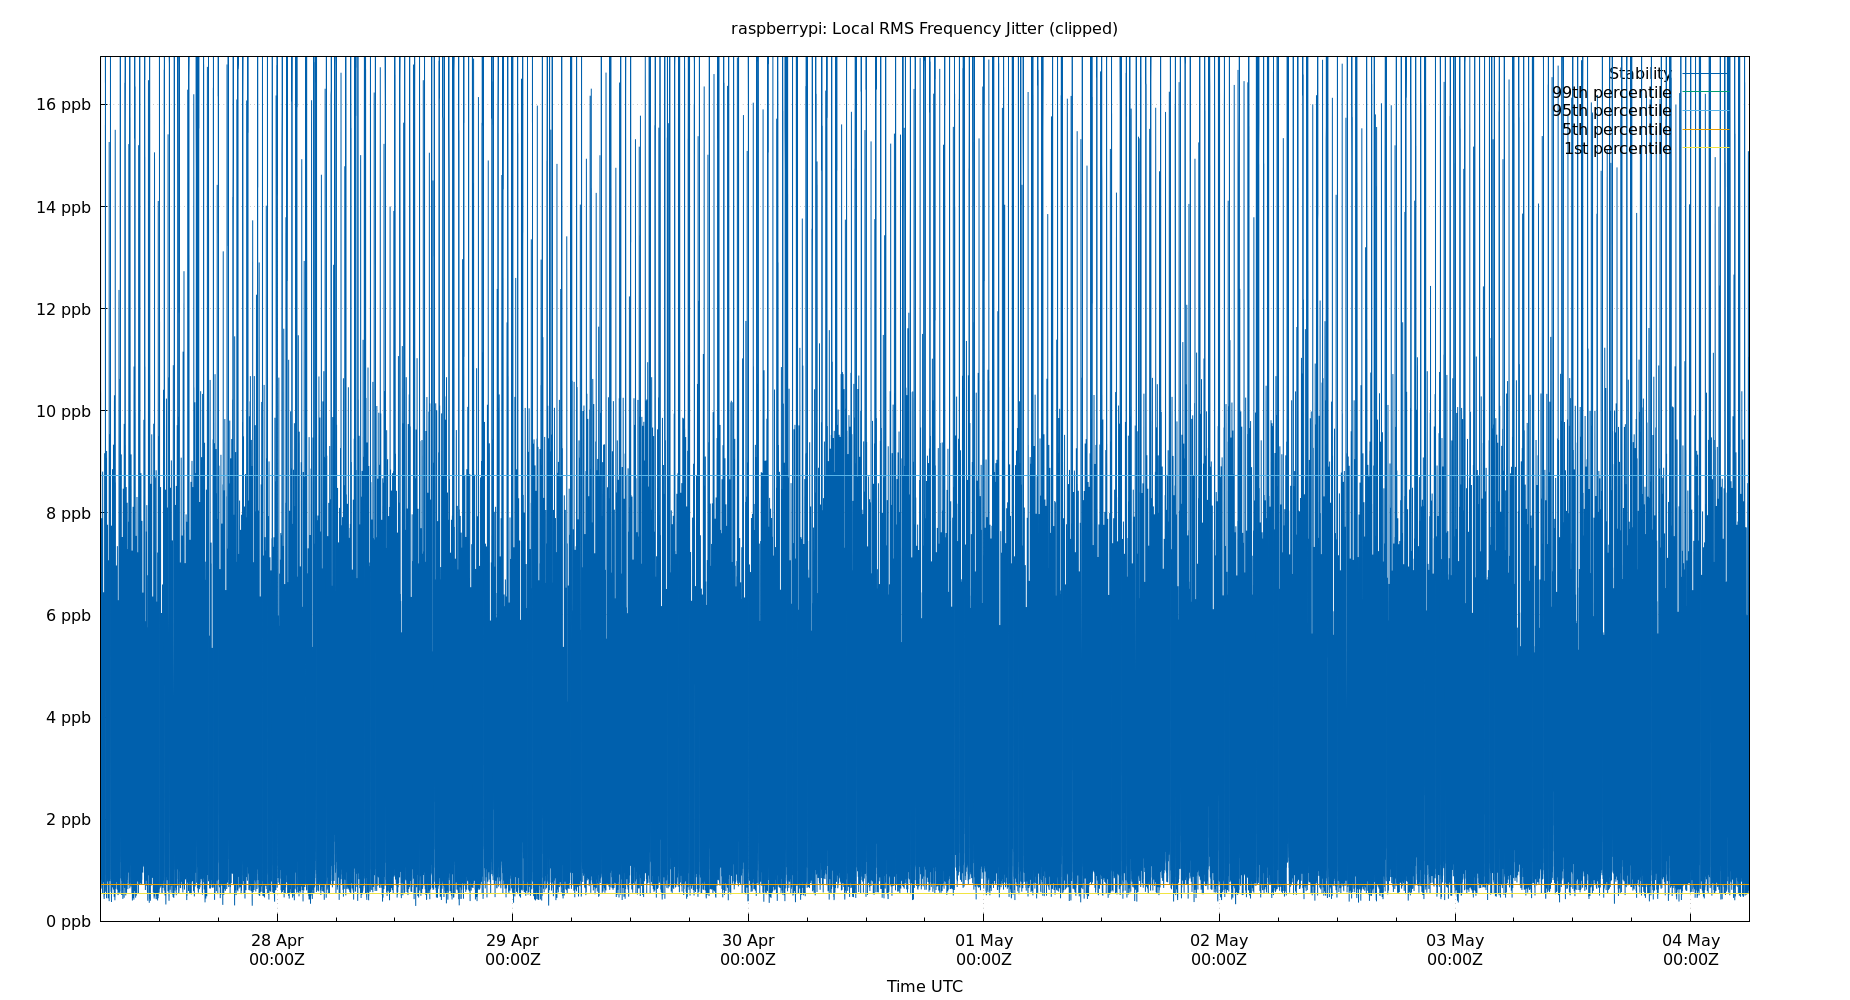 raspberrypi: Local RMS Frequency Jitter (clipped)
16 ppb
14 ppb
12 ppb
10 ppb
8 ppb
6 ppb
4 ppb
2 ppb
0 ppb
Stability
99th percentile
95th percentile
5th percentile
1st percentile
28 Apr
00:00Z
29 Apr
00:00Z
30 Apr
00:00Z
01 May
00:00Z
02 May
00:00Z
03 May
00:00Z
04 May
00:00Z
Time UTC